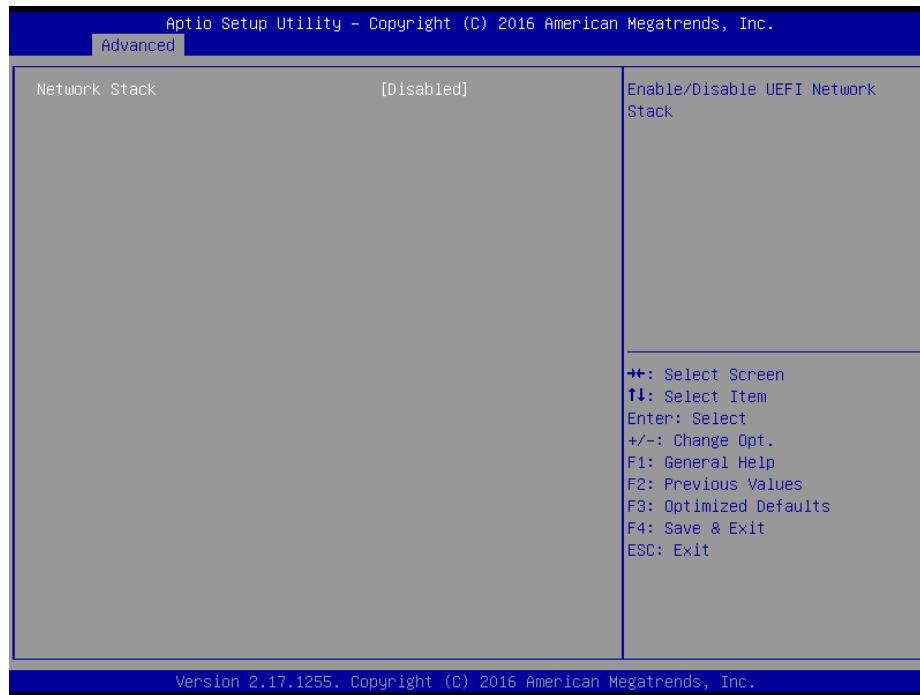 Aptio Setup Utility – Copyright (C) 2016 American Megatrends, Inc.
Advanced
Network Stack [Disabled]
Enable/Disable UEFI Network
Stack
→←: Select Screen
↑↓: Select Item
Enter: Select
+/-: Change Opt.
F1: General Help
F2: Previous Values
F3: Optimized Defaults
F4: Save & Exit
ESC: Exit
Version 2.17.1255. Copyright (C) 2016 American Megatrends, Inc.